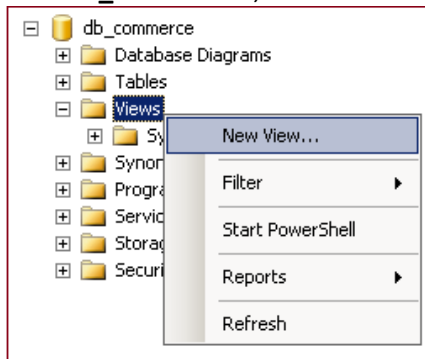 db_commerce
Database Diagrams
Tables
Views
New View...
Filter
Start PowerShell
Reports
Refresh